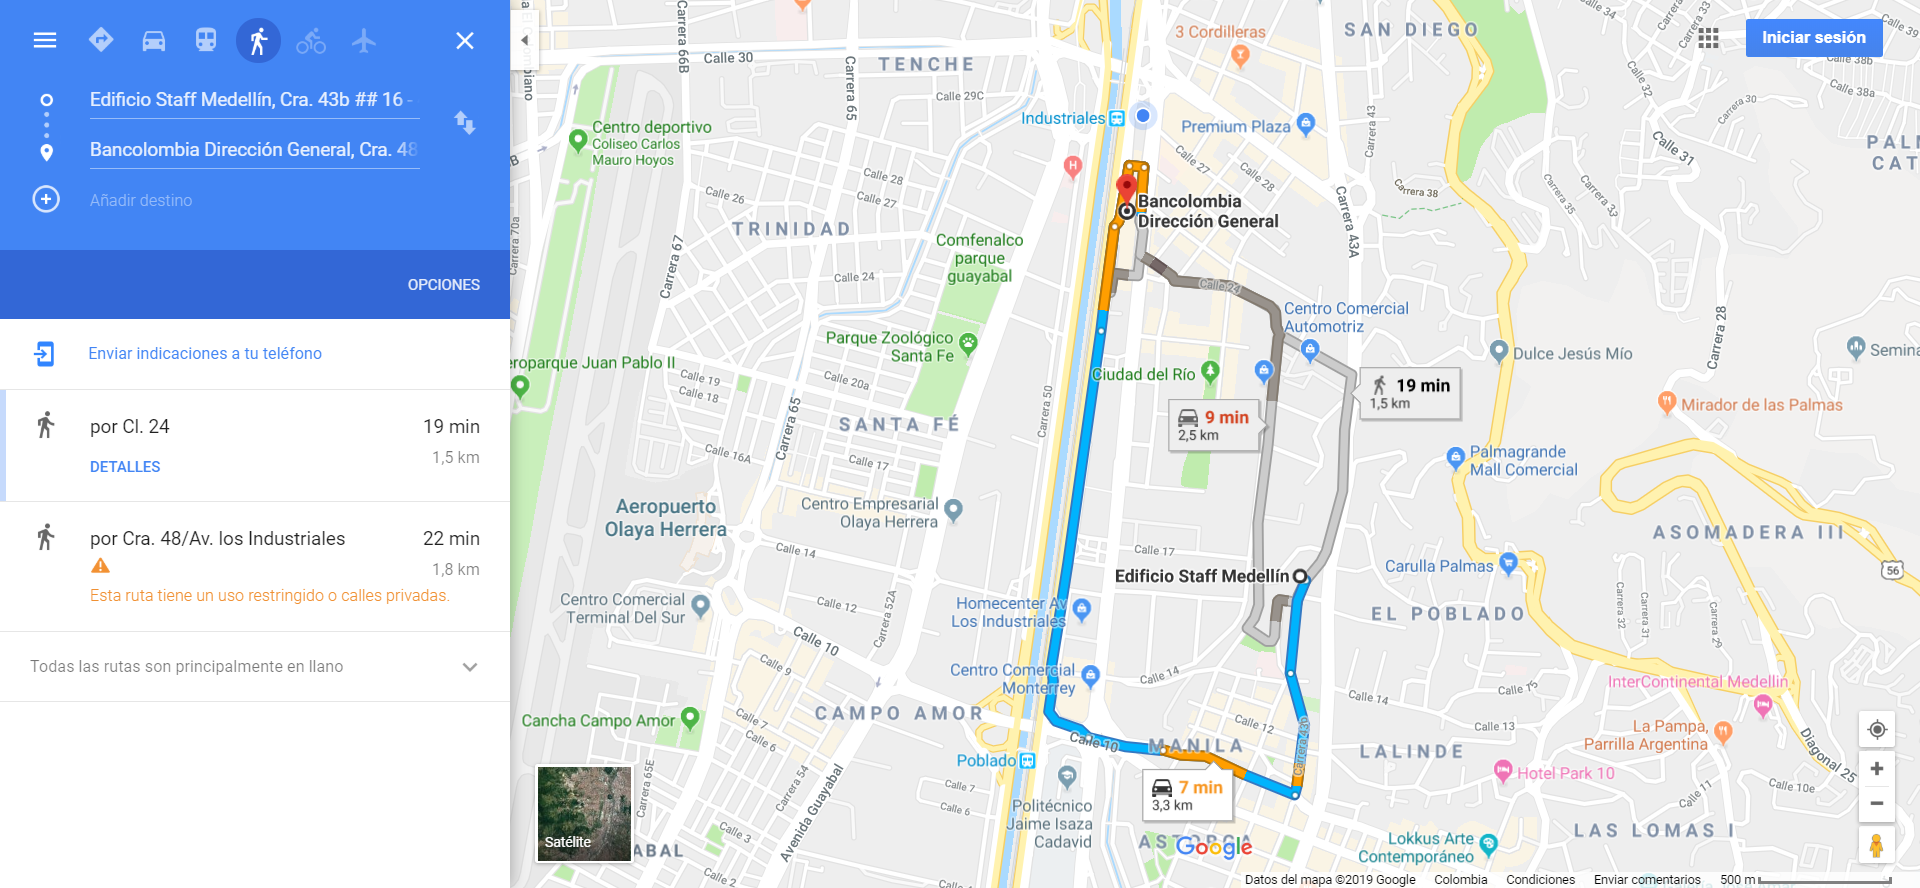 Edificio Staff Medellín, Cra. 43b ## 16 -
Bancolombia Dirección General, Cra. 48
Añadir destino
OPCIONES
Enviar indicaciones a tu teléfono
por Cl. 24
19 min
DETALLES
1,5 km
por Cra. 48/Av. los Industriales
22 min
1,8 km
Esta ruta tiene un uso restringido o calles privadas.
Todas las rutas son principalmente en llano
Iniciar sesión
SAN DIEGO
3 Cordilleras
TENCHE
Calle 30
Carrera 66B
Carrera 65
Calle 29C
Industriales
Premium Plaza
Centro deportivo
Coliseo Carlos
Mauro Hoyos
Calle 28
Calle 27
Calle 26
Calle 27
Calle 28
Carrera 43
Carrera 43A
Carrera 30
Calle 31
Carrera 38
Calle 38b
Calle 38a
Bancolombia
Dirección General
TRINIDAD
Carrera 67
Carrera 70a
Comfenalco
parque
guayabal
Calle 24
Calle 24
Centro Comercial
Automotriz
Carrera 28
Parque Zoológico
Santa Fe
Dulce Jesús Mío
Semina
eroparque Juan Pablo II
Calle 19
Calle 18
Calle 20a
Ciudad del Río
19 min
1,5 km
9 min
2,5 km
Mirador de las Palmas
SANTA FÉ
Carrera 50
Carrera 65
Calle 16A
Calle 17
Palmagrande
Mall Comercial
Aeropuerto
Olaya Herrera
Centro Empresarial
Olaya Herrera
ASOMADERA III
Calle 14
Calle 17
Edificio Staff Medellín
Carulla Palmas
56
Centro Comercial
Terminal Del Sur
Calle 12
Carrera 52A
Homecenter Av
Los Industriales
EL POBLADO
Carrera 32
Carrera 31
Carrera 29
Calle 10
Centro Comercial
Monterrey
Calle 14
Calle 14
Calle 15
InterContinental Medellin
Cancha Campo Amor
CAMPO AMOR
Calle 9
Calle 7
Calle 6
Calle 10
MANILA
Calle 12
Carrera 43b
Calle 13
LALINDE
La Pampa,
Parrilla Argentina
Diagonal 25
Poblado
7 min
3,3 km
Hotel Park 10
Carrera 65E
Avenida Guayabal
Calle 7
Calle 11
Calle 10e
Politécnico
Jaime Isaza
Cadavid
ASTORGA
LAS LOMAS I
Lokkus Arte
Contemporáneo
Satélite
ABAL
Google
Datos del mapa ©2019 Google
Colombia
Condiciones
Enviar comentarios
500 m